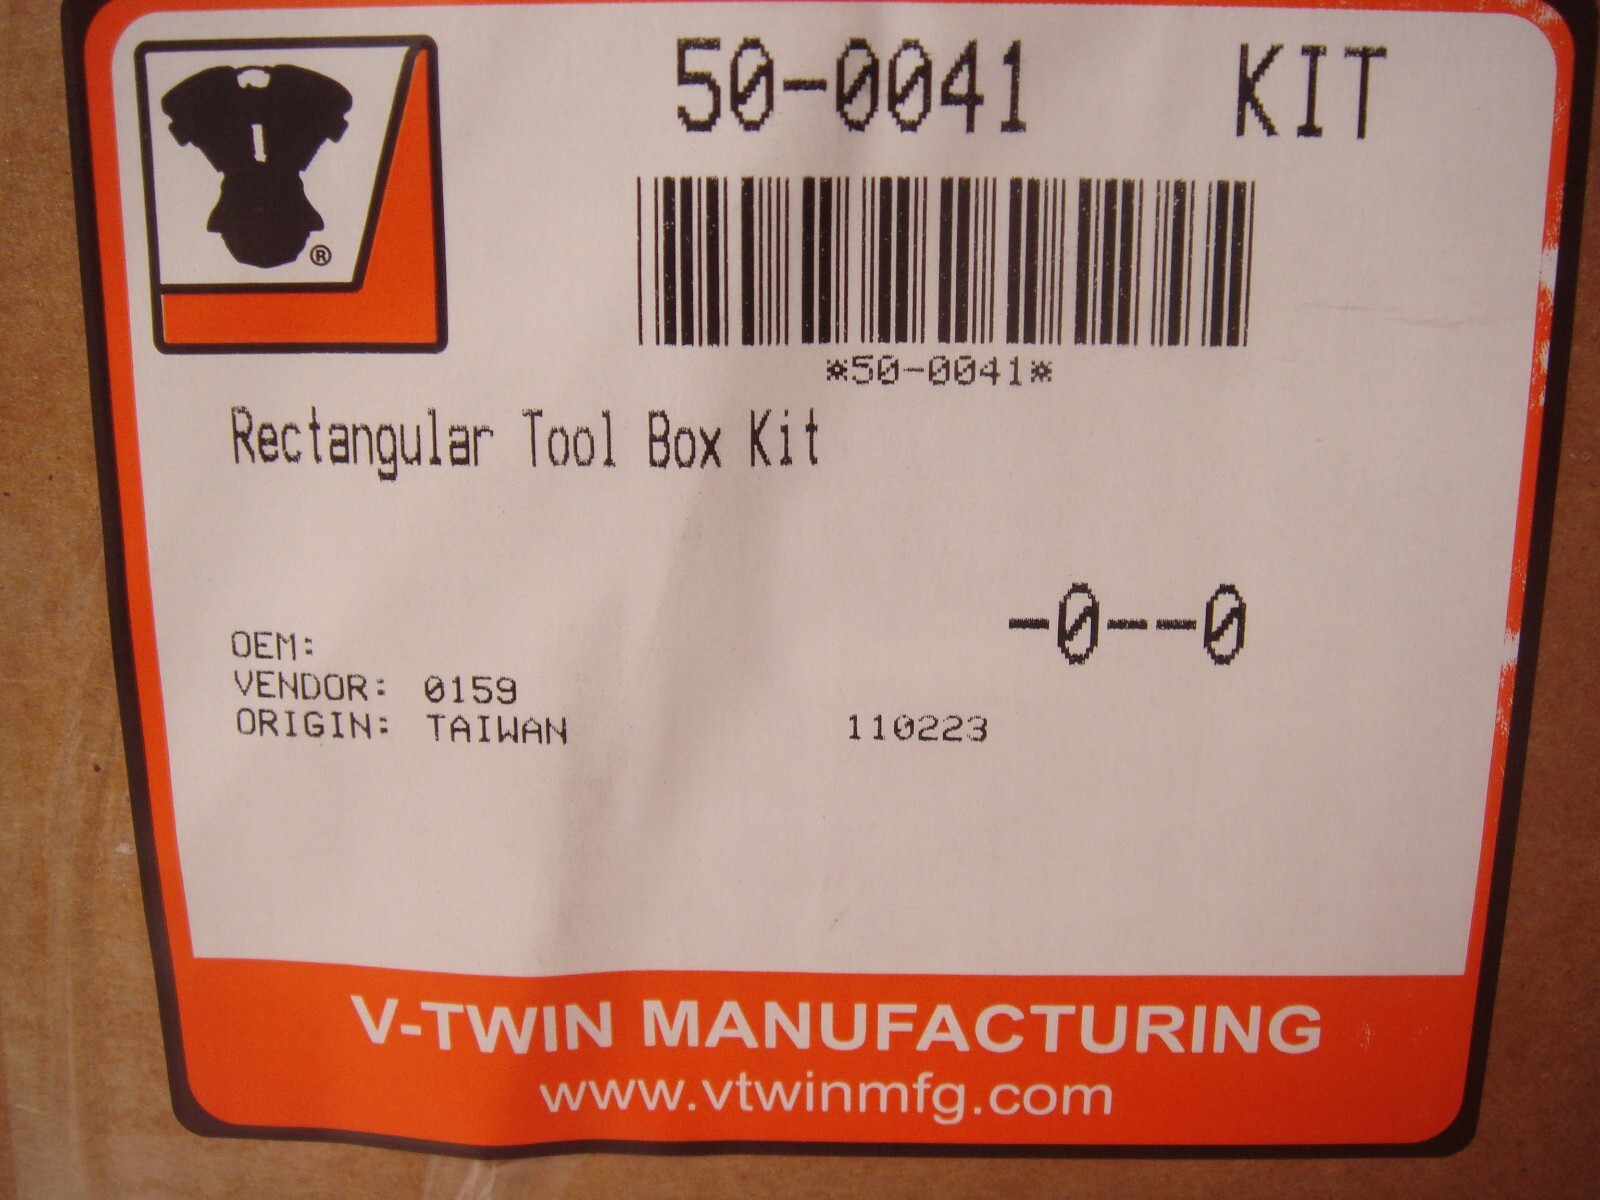 50-0041 KIT
*50-0041*
Rectangular Tool Box Kit
-0---0
OEM:
VENDOR: 0159
ORIGIN: TAIWAN 110223
®
V-TWIN MANUFACTURING
www.vtwinmfg.com